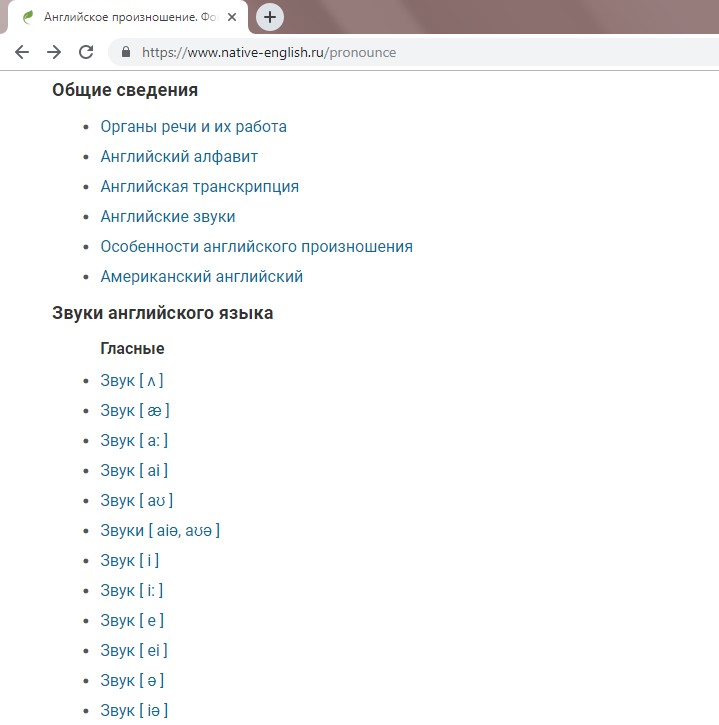 Английское произношение. Фо
https://www.native-english.ru/pronounce
Общие сведения
Органы речи и их работа
Английский алфавит
Английская транскрипция
Английские звуки
Особенности английского произношения
Американский английский
Звуки английского языка
Гласные
Звук [ ʌ ]
Звук [ æ ]
Звук [ a: ]
Звук [ ai ]
Звук [ aʊ ]
Звуки [ aiə, aʊə ]
Звук [ i ]
Звук [ i: ]
Звук [ e ]
Звук [ ei ]
Звук [ ə ]
Звук [ iə ]